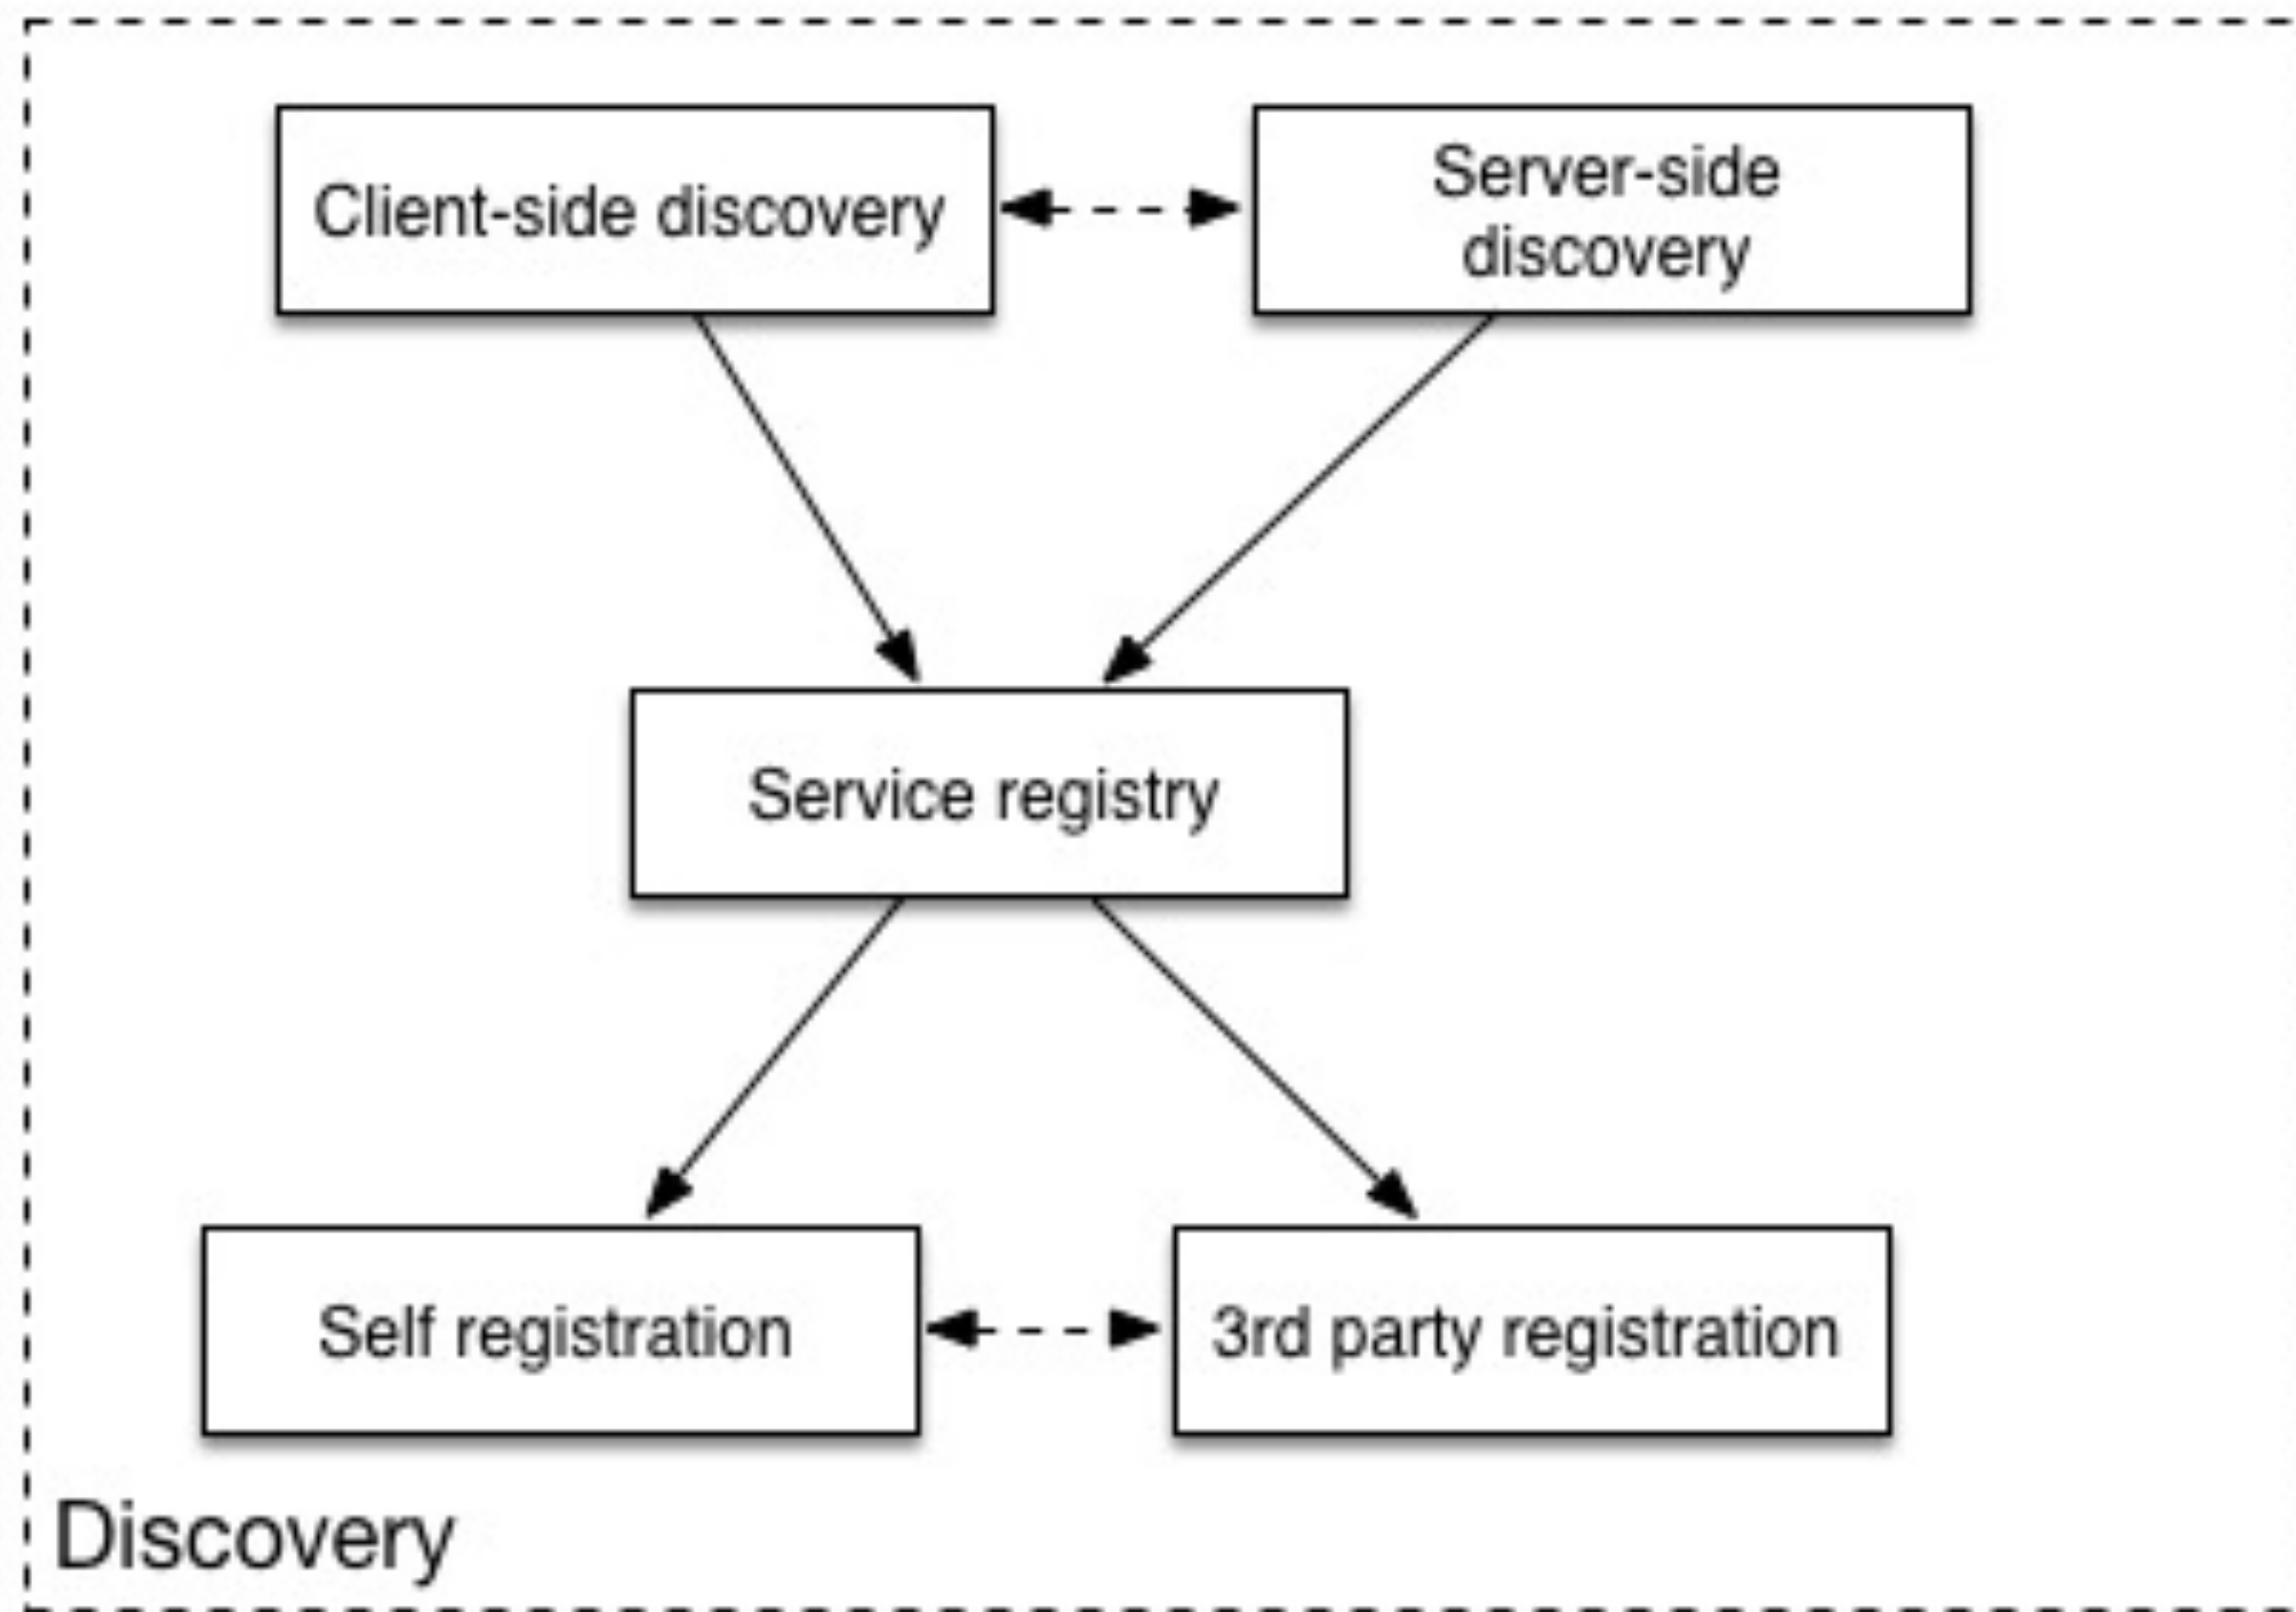 Client-side discovery
Server-side
discovery
Service registry
Self registration
3rd party registration
Discovery